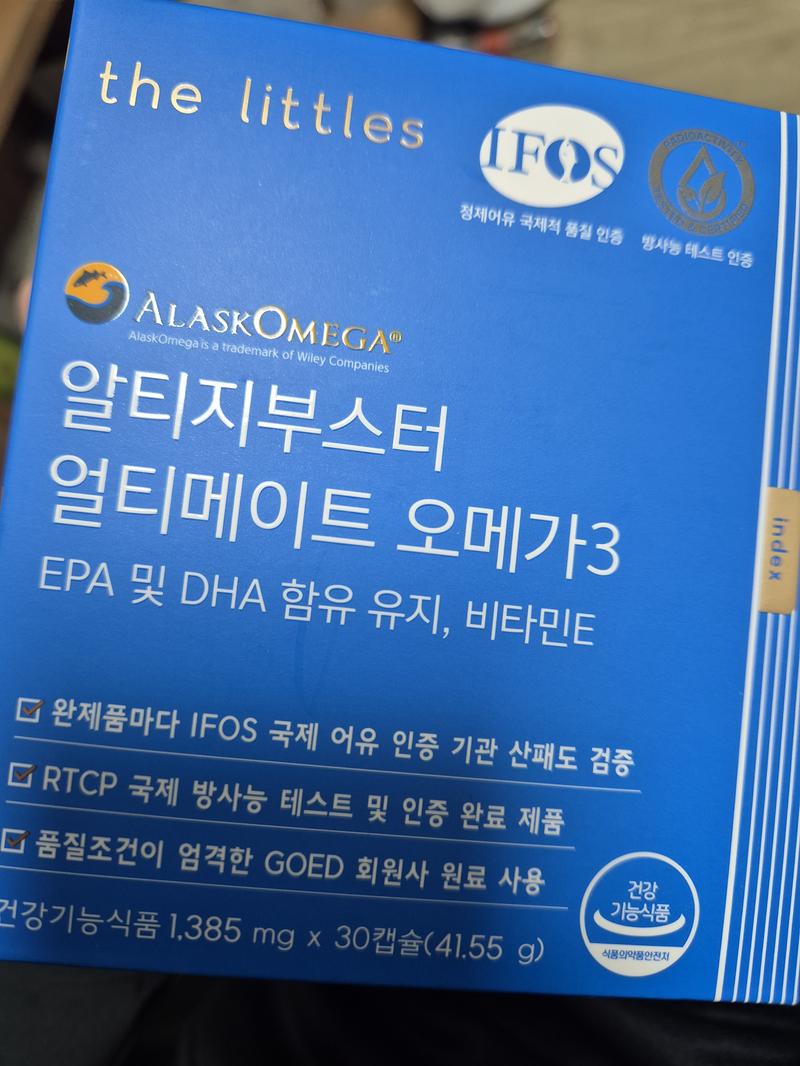 the littles
IFOS
정제어유 국제적 품질 인증
RADIOACTIVITY
방사능 테스트 인증
ALASKOMEGA®
AlaskOmega is a trademark of Wiley Companies
알티지부스터
얼티메이트 오메가3
EPA 및 DHA 함유 유지, 비타민E
index
완제품마다 IFOS 국제 어유 인증 기관 산패도 검증
RTCP 국제 방사능 테스트 및 인증 완료 제품
품질조건이 엄격한 GOED 회원사 원료 사용
건강기능식품 1,385 mg x 30캡슐(41.55 g)
건강
기능식품
식품의약품안전처